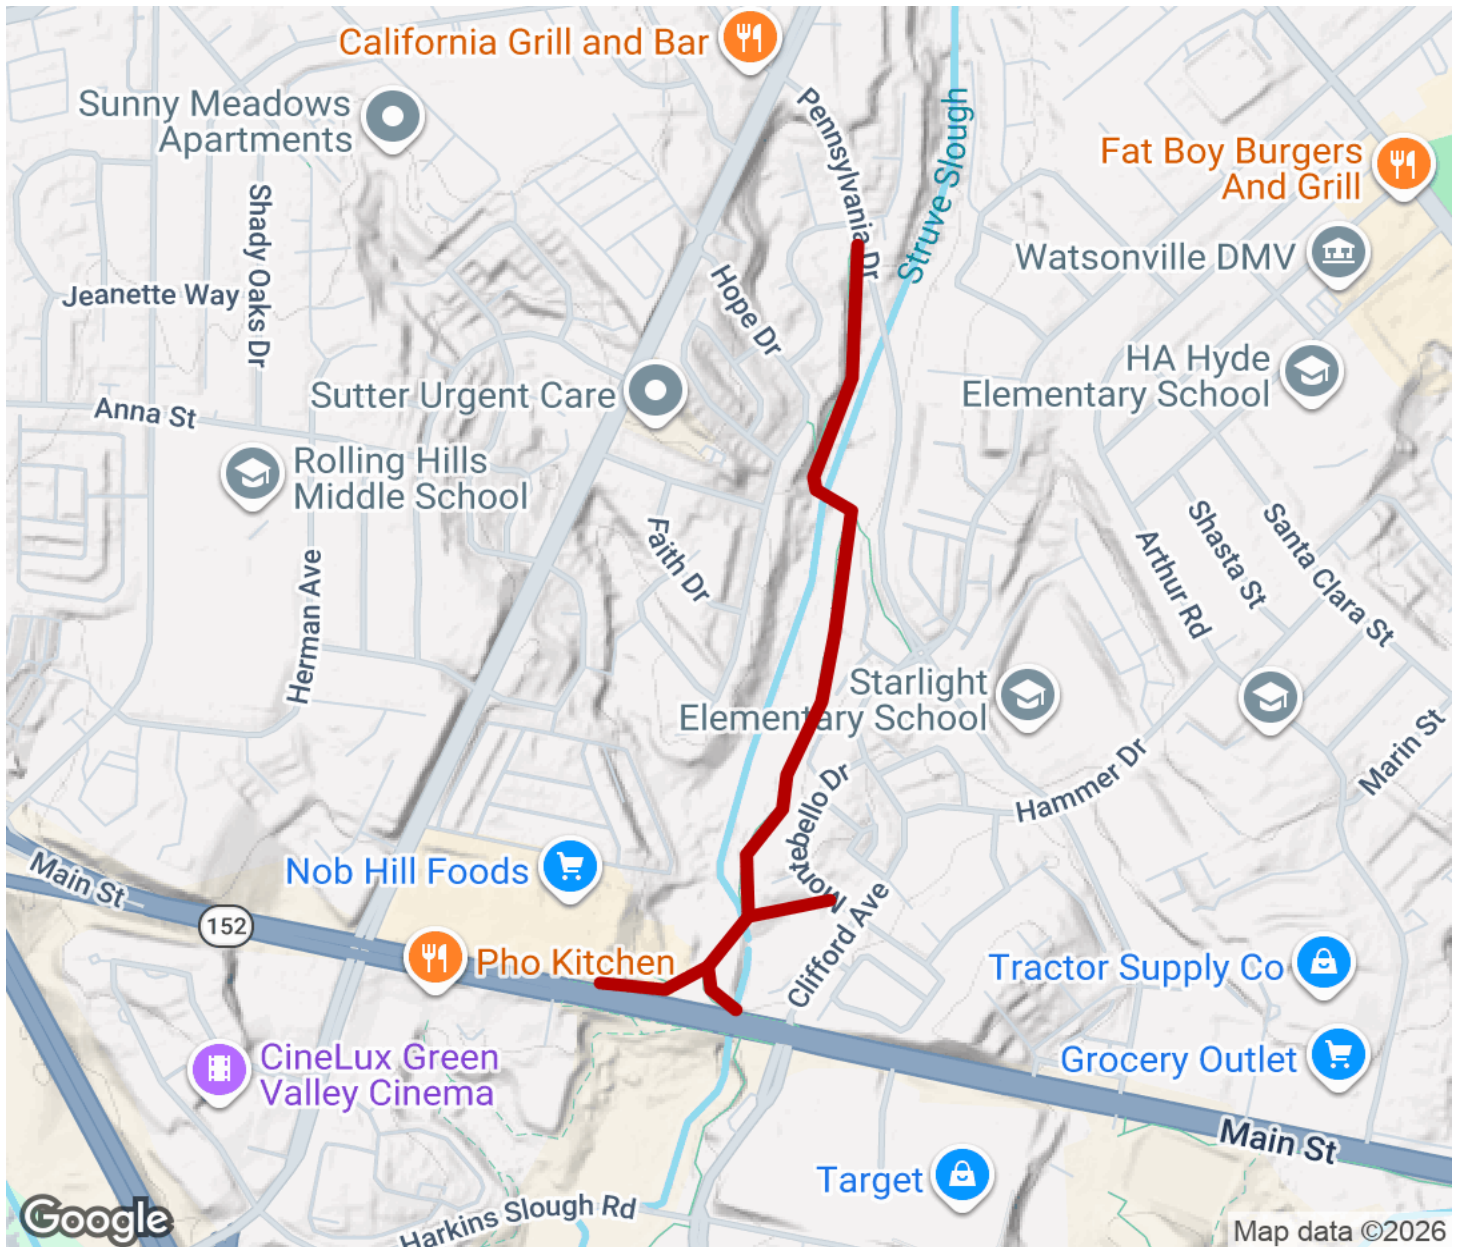 California Grill and Bar
Sunny Meadows
Apartments
Pennsylvania Dr
Struve Slough
Fat Boy Burgers
And Grill
Shady Oaks Dr
Watsonville DMV
Jeanette Way
Hope Dr
HA Hyde
Elementary School
Sutter Urgent Care
Anna St
Rolling Hills
Middle School
Faith Dr
Arthur Rd
Shasta St
Santa Clara St
Herman Ave
Starlight
Elementary School
Marin St
Hammer Dr
Montebello Dr
Nob Hill Foods
Main St
152
Clifford Ave
Pho Kitchen
Tractor Supply Co
CineLux Green
Valley Cinema
Grocery Outlet
Main St
Target
Harkins Slough Rd
Google
Map data ©2026